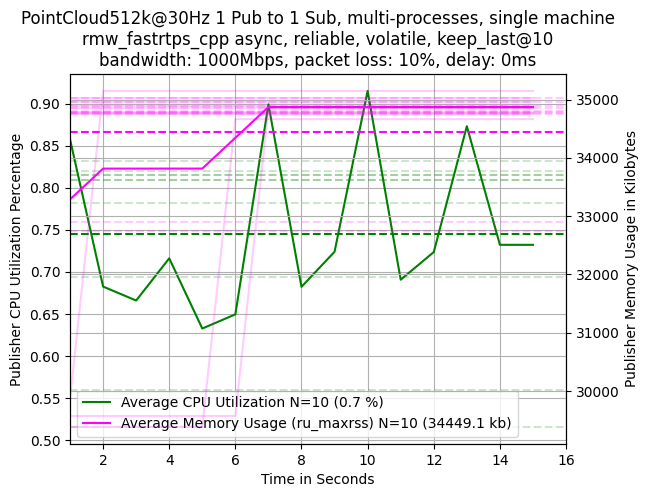 PointCloud512k@30Hz 1 Pub to 1 Sub, multi-processes, single machine
rmw_fastrtps_cpp async, reliable, volatile, keep_last@10
bandwidth: 1000Mbps, packet loss: 10%, delay: 0ms
Publisher CPU Utilization Percentage
0.90
0.85
0.80
0.75
0.70
0.65
0.60
0.55
0.50
35000
34000
33000
32000
31000
30000
Publisher Memory Usage in Kilobytes
Average CPU Utilization N=10 (0.7 %)
Average Memory Usage (ru_maxrss) N=10 (34449.1 kb)
2 4 6 8 10 12 14 16
Time in Seconds